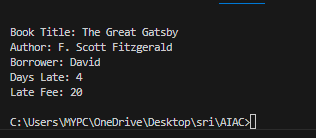 Book Title: The Great Gatsby
Author: F. Scott Fitzgerald
Borrower: David
Days Late: 4
Late Fee: 20
C:\Users\MYPC\OneDrive\Desktop\sri\AIAC>